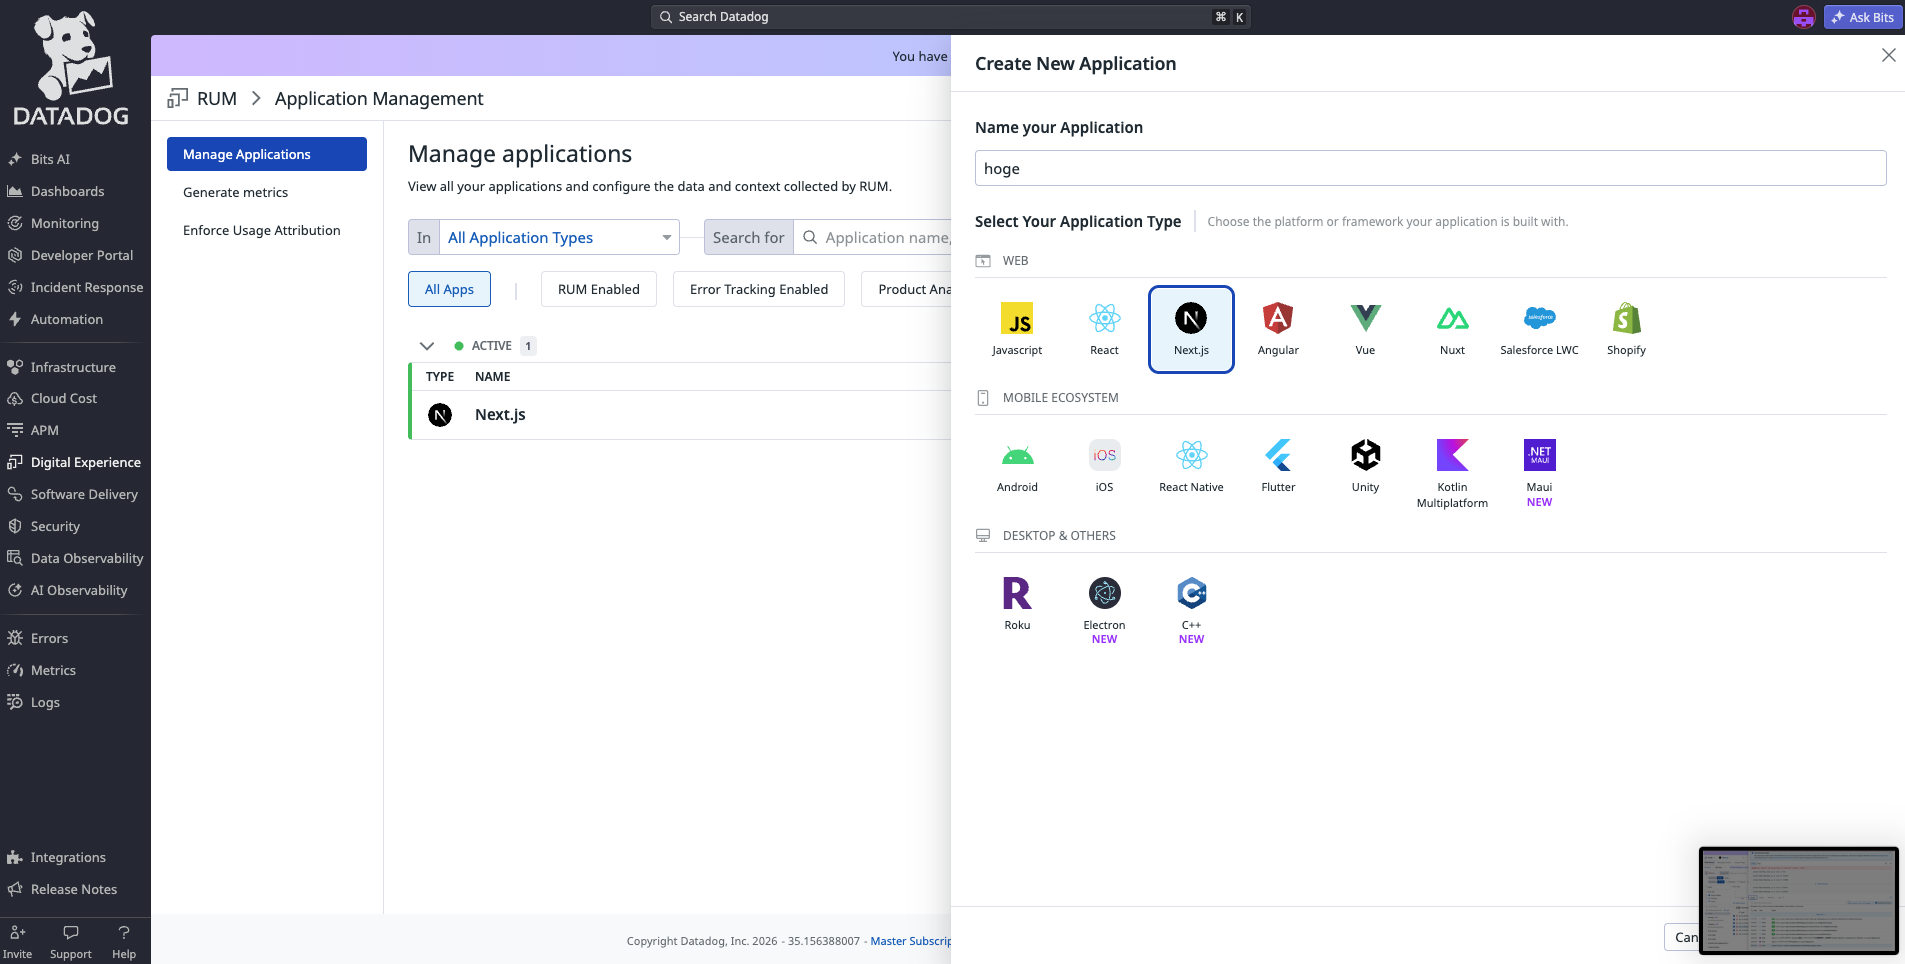 Search Datadog
⌘ K
Ask Bits
DATADOG
Bits AI
Dashboards
Monitoring
Developer Portal
Incident Response
Automation
Infrastructure
Cloud Cost
APM
Digital Experience
Software Delivery
Security
Data Observability
AI Observability
Errors
Metrics
Logs
Integrations
Release Notes
Invite
Support
Help
You have
RUM
Application Management
Manage Applications
Generate metrics
Enforce Usage Attribution
Manage applications
View all your applications and configure the data and context collected by RUM.
In
All Application Types
Search for
Application name,
All Apps
RUM Enabled
Error Tracking Enabled
Product Ana
ACTIVE 1
TYPE NAME
Next.js
Copyright Datadog, Inc. 2026 - 35.156388007 - Master Subscrip
Create New Application
Name your Application
hoge
Select Your Application Type
Choose the platform or framework your application is built with.
WEB
JS
Javascript
React
N
Next.js
A
Angular
Vue
Nuxt
salesforce
Salesforce LWC
S
Shopify
MOBILE ECOSYSTEM
Android
iOS
iOS
React Native
Flutter
Unity
Kotlin
Multiplatform
.NET
MAUI
Maui
NEW
DESKTOP & OTHERS
R
Roku
Electron
NEW
C++
C++
NEW
Can